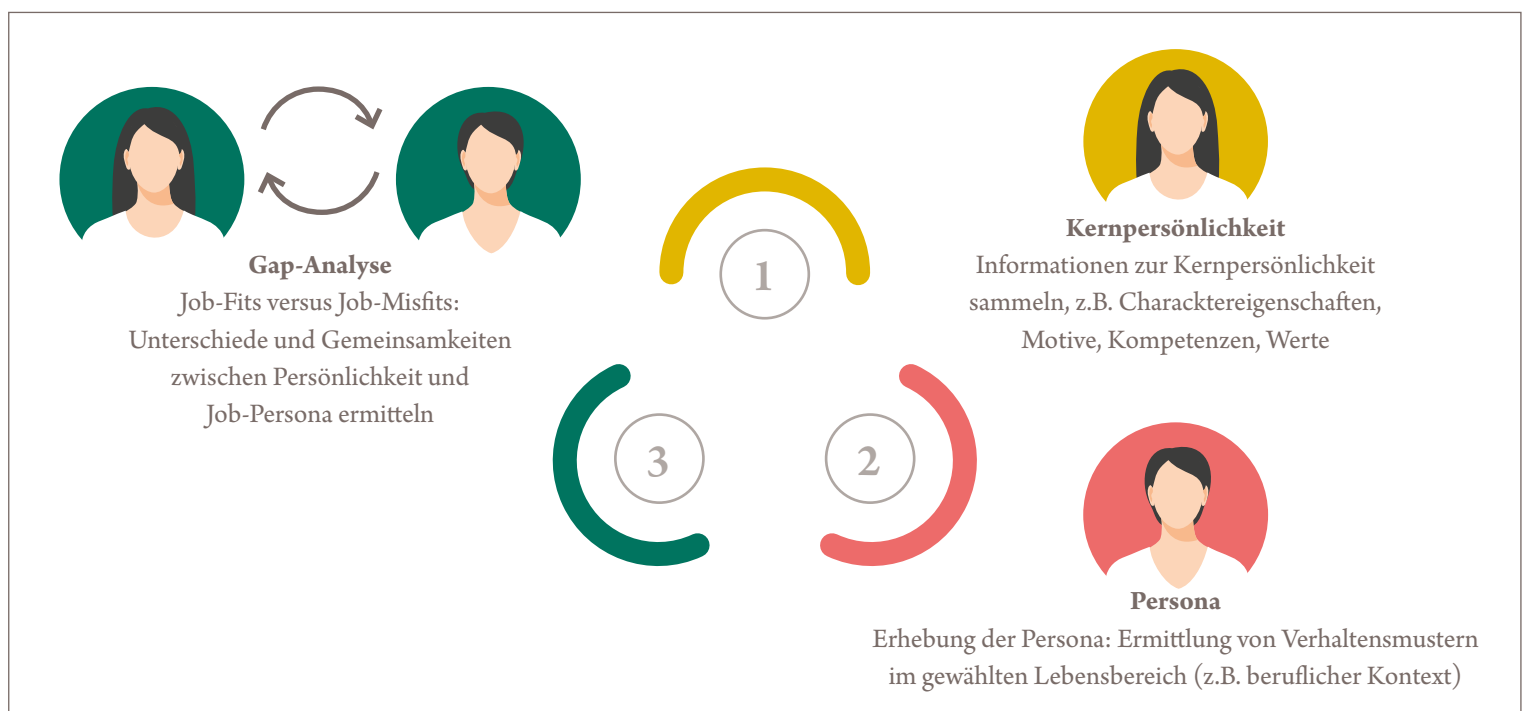 Gap-Analyse
Job-Fits versus Job-Misfits:
Unterschiede und Gemeinsamkeiten
zwischen Persönlichkeit und
Job-Persona ermitteln
1
3
2
Kernpersönlichkeit
Informationen zur Kernpersönlichkeit
sammeln, z.B. Characktereigenschaften,
Motive, Kompetenzen, Werte
Persona
Erhebung der Persona: Ermittlung von Verhaltensmustern
im gewählten Lebensbereich (z.B. beruflicher Kontext)